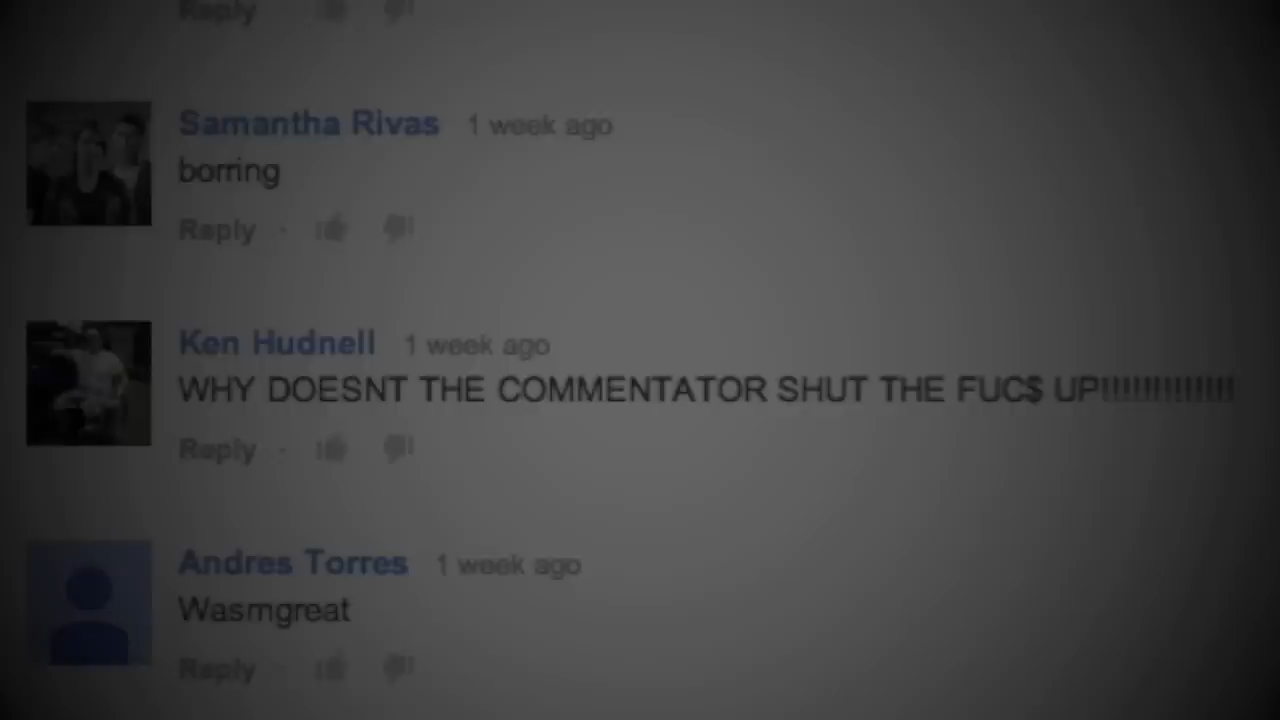 Reply
Samantha Rivas 1 week ago
borring
Reply ·
Ken Hudnell 1 week ago
WHY DOESNT THE COMMENTATOR SHUT THE FUC$ UP!!!!!!!!!!!!!!
Reply ·
Andres Torres 1 week ago
Wasmgreat
Reply ·